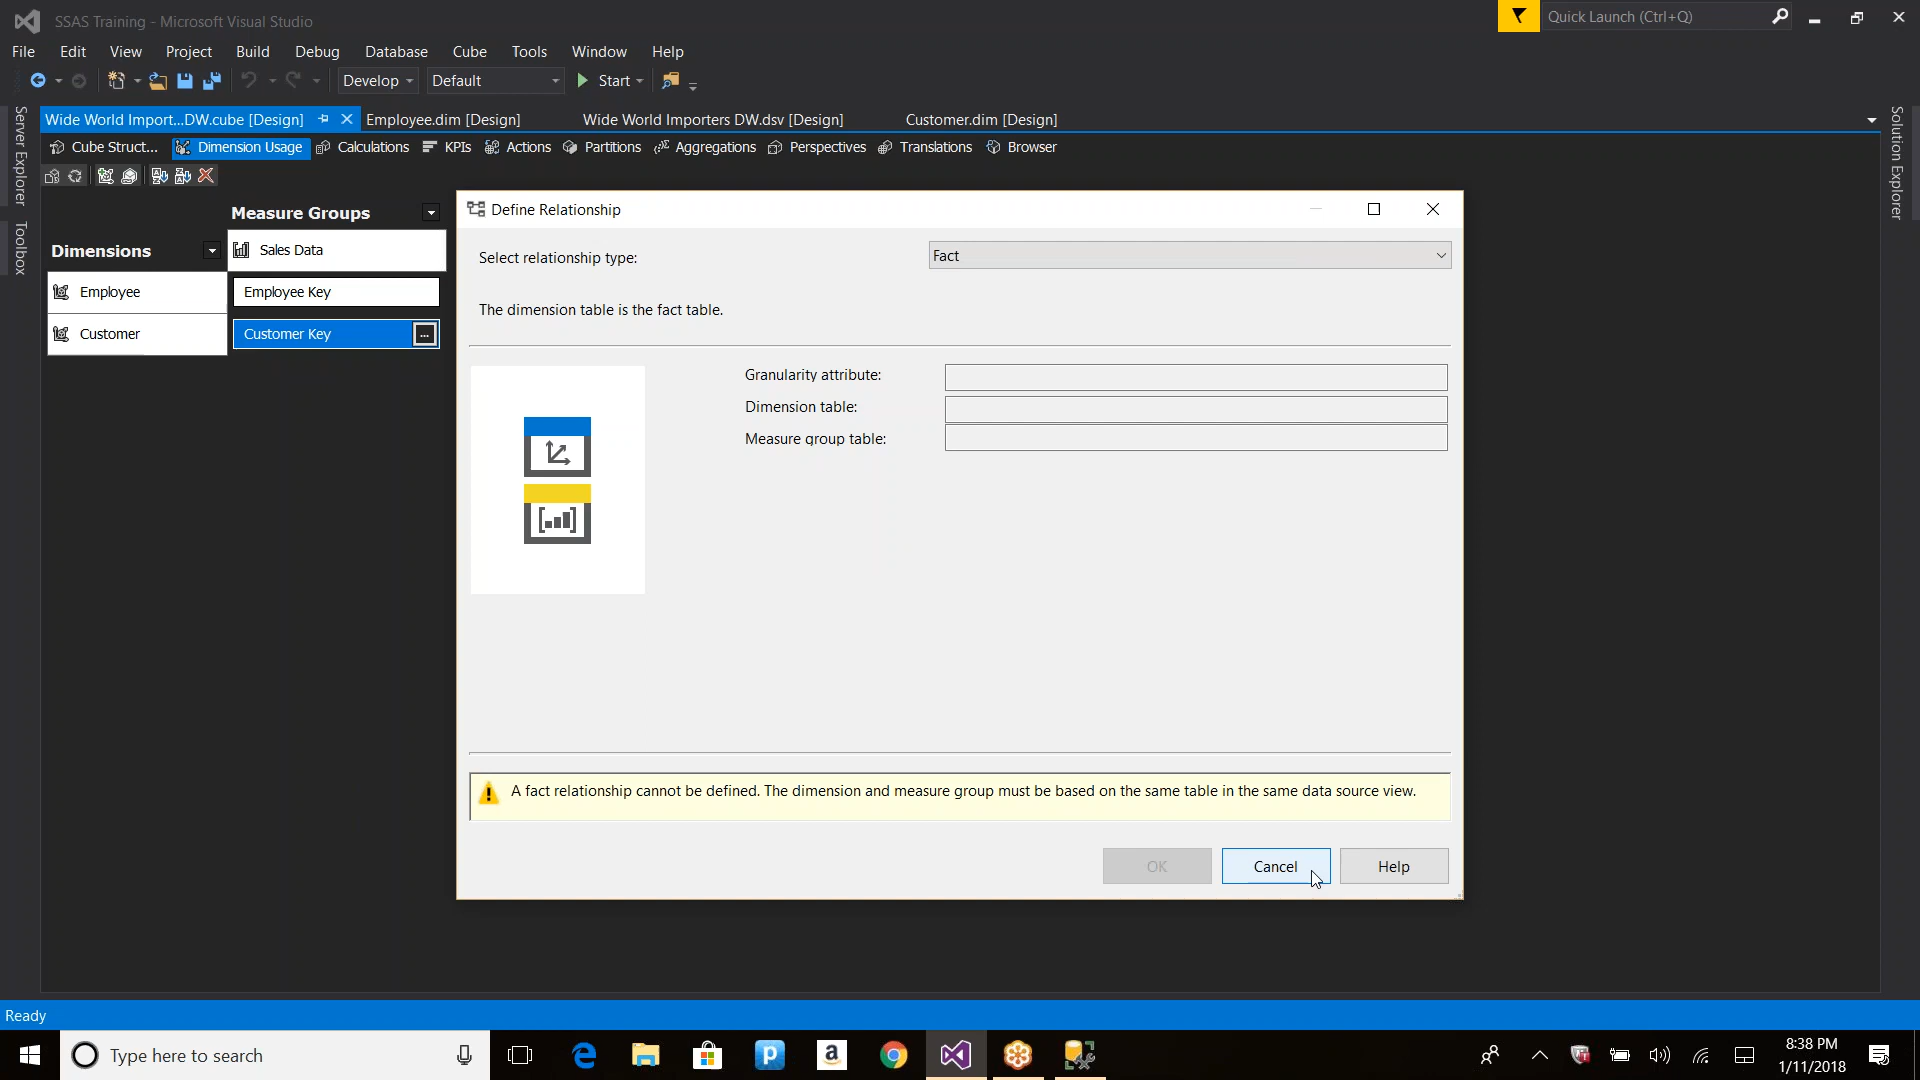 SSAS Training - Microsoft Visual Studio
Quick Launch (Ctrl+Q)
File Edit View Project Build Debug Database Cube Tools Window Help
Develop Default Start
Server Explorer
Toolbox
Solution Explorer
Wide World Import...DW.cube [Design] Employee.dim [Design] Wide World Importers DW.dsv [Design] Customer.dim [Design]
Cube Struct... Dimension Usage Calculations KPIs Actions Partitions Aggregations Perspectives Translations Browser
Measure Groups
Dimensions Sales Data
Employee Employee Key
Customer Customer Key ...
Define Relationship
Select relationship type: Fact
The dimension table is the fact table.
Granularity attribute:
Dimension table:
Measure group table:
A fact relationship cannot be defined. The dimension and measure group must be based on the same table in the same data source view.
OK Cancel Help
Ready
Type here to search
8:38 PM
1/11/2018